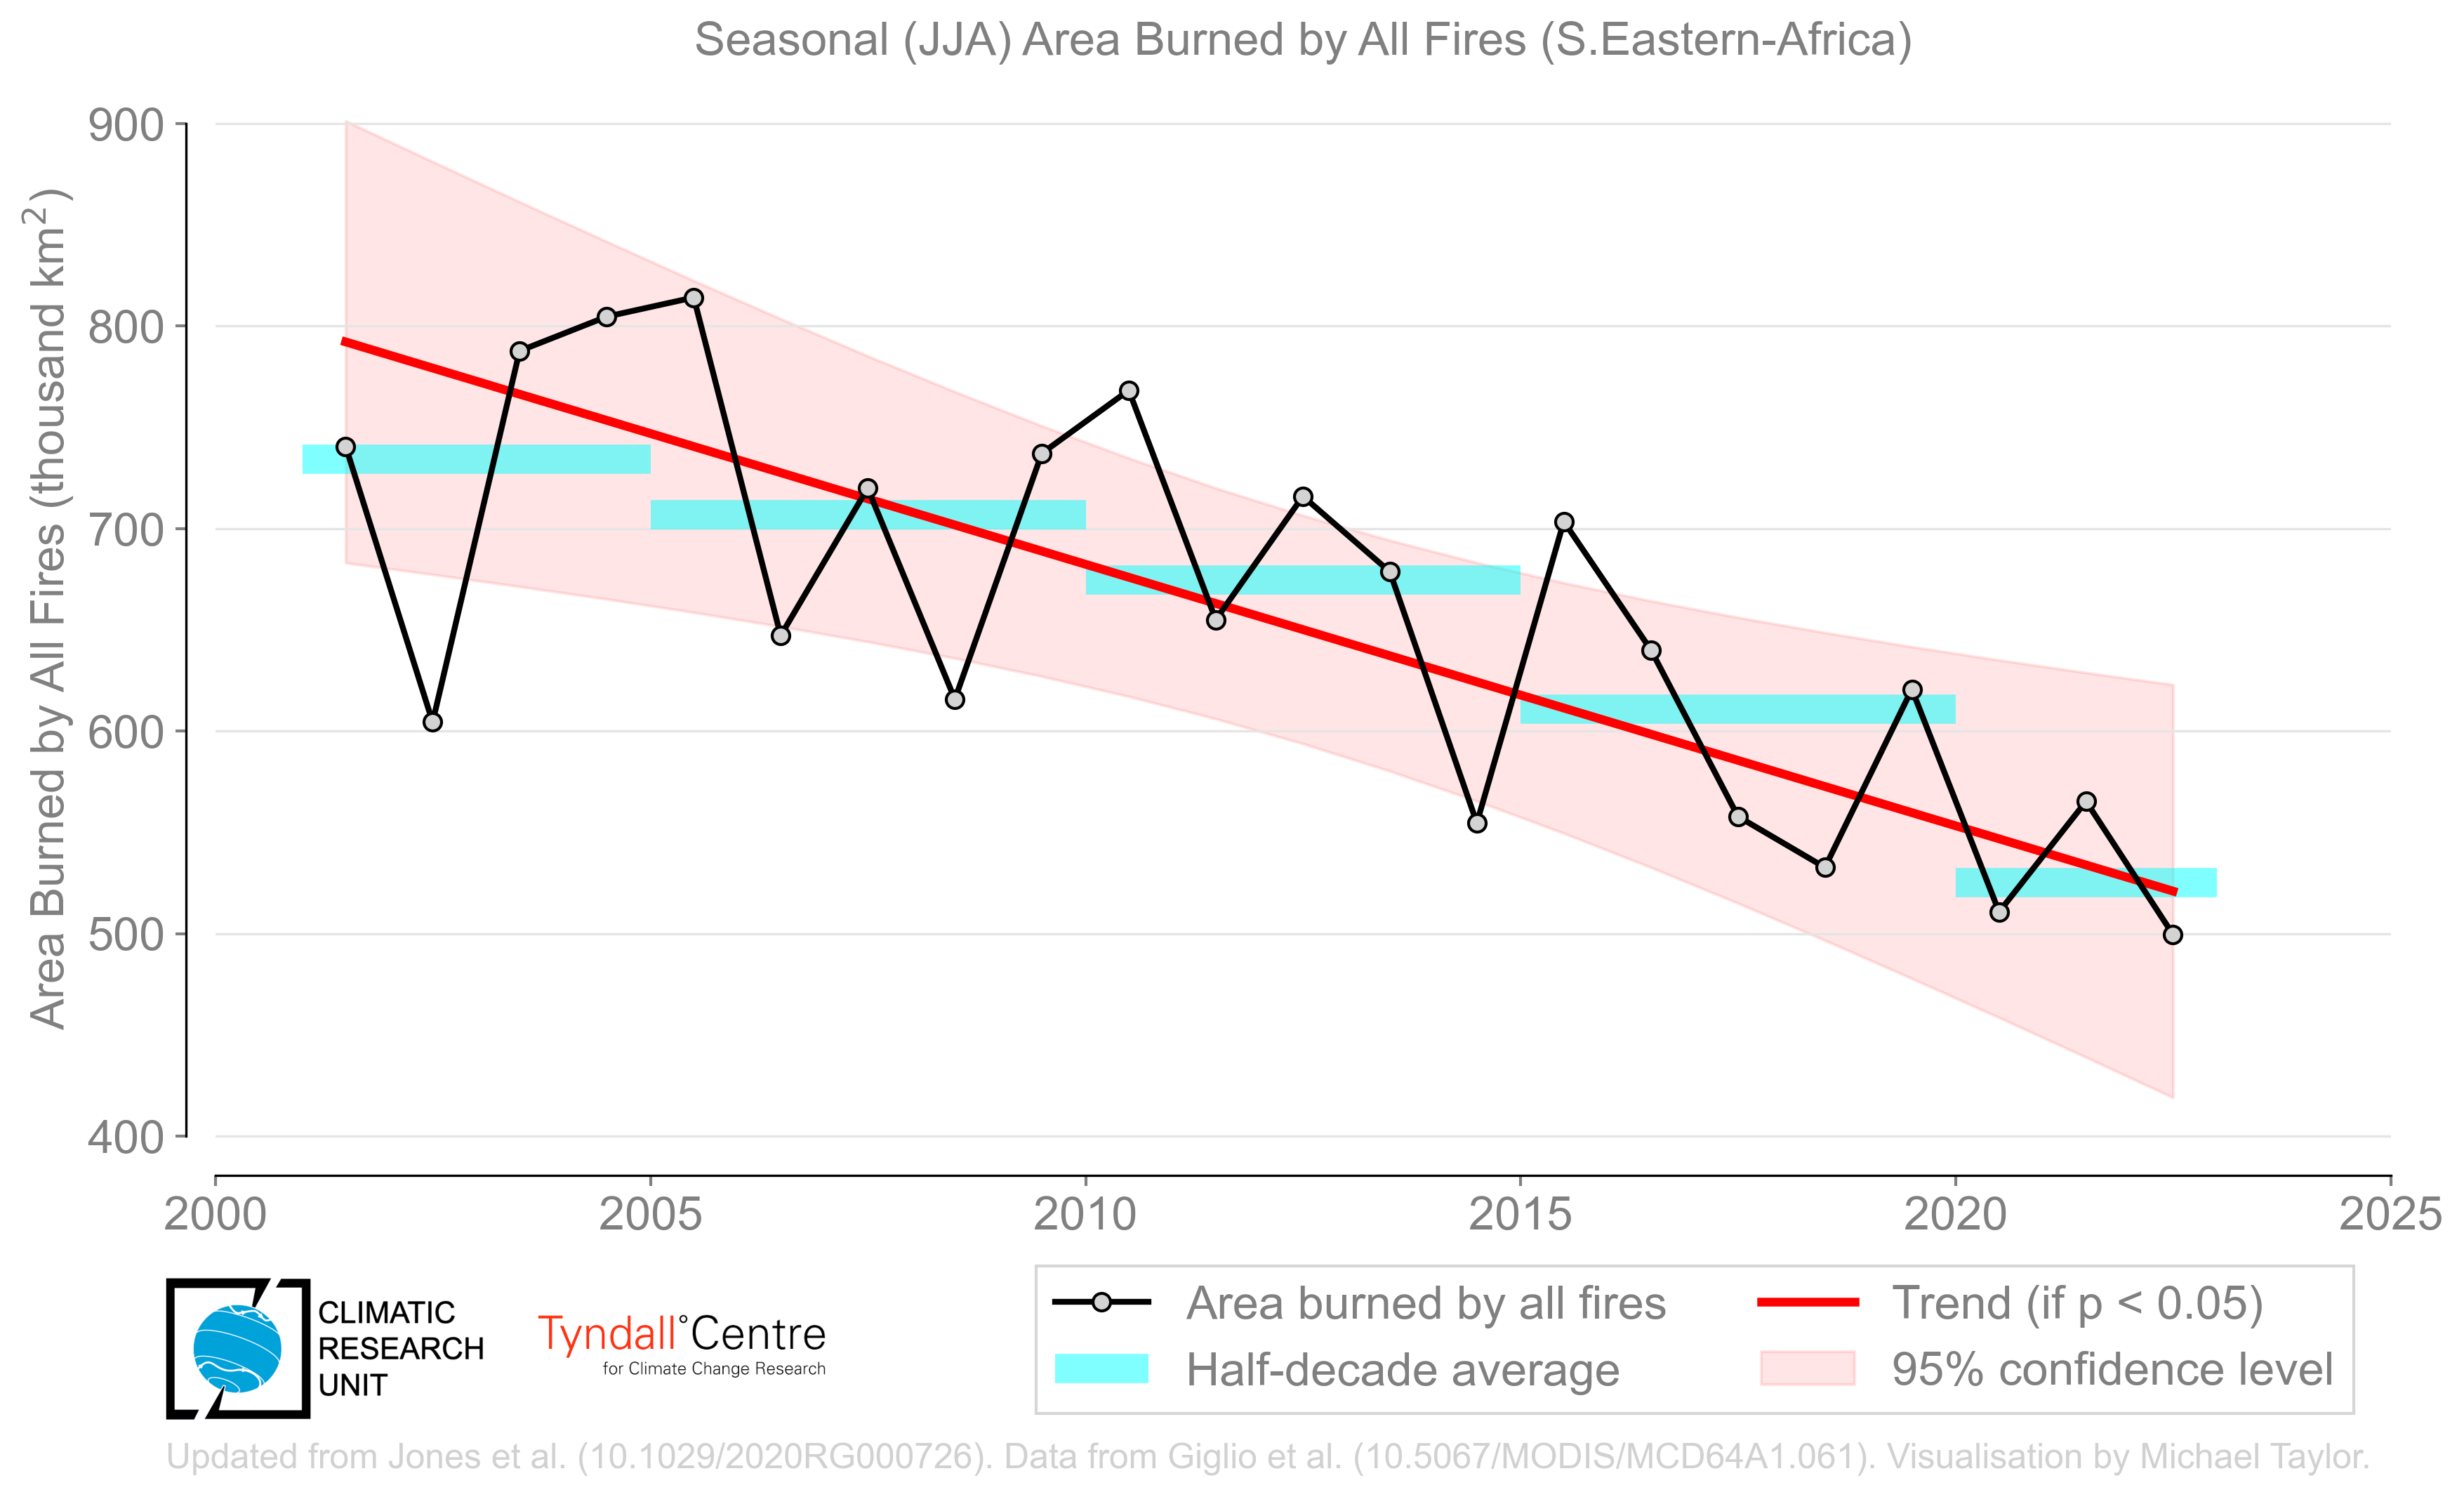 Seasonal (JJA) Area Burned by All Fires (S.Eastern-Africa)
Area Burned by All Fires (thousand km²)
900
800
700
600
500
400
2000 2005 2010 2015 2020 2025
CLIMATIC
RESEARCH
UNIT
Tyndall°Centre
for Climate Change Research
Area burned by all fires
Half-decade average
Trend (if p < 0.05)
95% confidence level
Updated from Jones et al. (10.1029/2020RG000726). Data from Giglio et al. (10.5067/MODIS/MCD64A1.061). Visualisation by Michael Taylor.